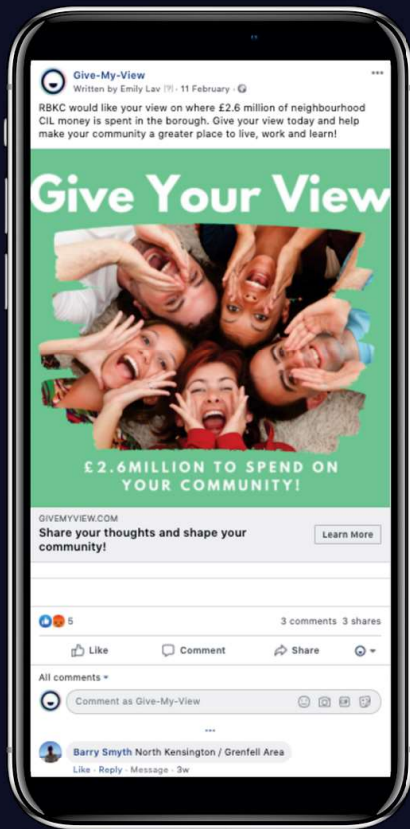 Give-My-View
Written by Emily Lav [?] · 11 February ·
RBKC would like your view on where £2.6 million of neighbourhood
CIL money is spent in the borough. Give your view today and help
make your community a greater place to live, work and learn!
Give Your View
£2.6MILLION TO SPEND ON
YOUR COMMUNITY!
GIVEMYVIEW.COM
Share your thoughts and shape your
community!
Learn More
5
3 comments 3 shares
Like Comment Share
All comments
Comment as Give-My-View
GIF
Barry Smyth North Kensington / Grenfell Area
Like · Reply · Message · 3w